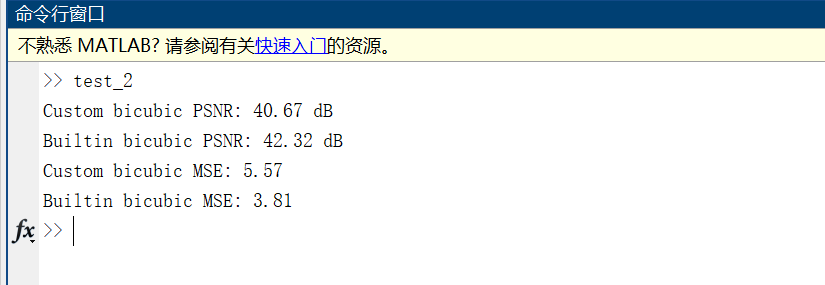 命令行窗口
不熟悉 MATLAB? 请参阅有关快速入门的资源。
>> test_2
Custom bicubic PSNR: 40.67 dB
Builtin bicubic PSNR: 42.32 dB
Custom bicubic MSE: 5.57
Builtin bicubic MSE: 3.81
fx >>